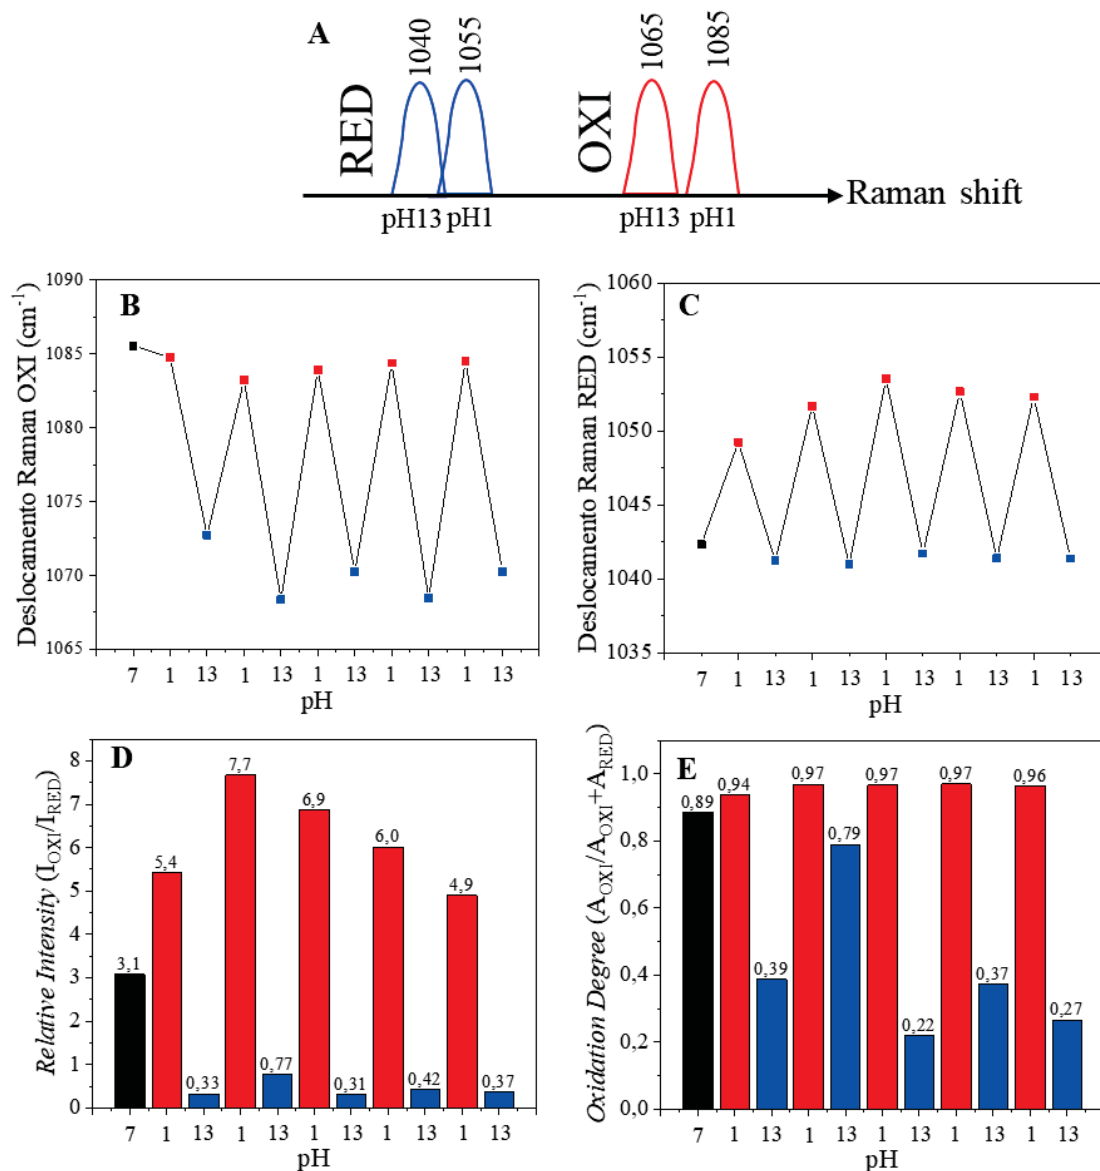 A
1040
1055
1065
1085
RED
OXI
Raman shift
pH13
pH1
pH13
pH1
B
Deslocamento Raman OXI (cm⁻¹)
1090
1085
1080
1075
1070
1065
7 1 13 1 13 1 13 1 13 1 13
pH
C
Deslocamento Raman RED (cm⁻¹)
1060
1055
1050
1045
1040
1035
7 1 13 1 13 1 13 1 13 1 13
pH
D
Relative Intensity (I_OXI/I_RED)
8
7
6
5
4
3
2
1
0
3,1
5,4
0,33
7,7
0,77
6,9
0,31
6,0
0,42
4,9
0,37
7 1 13 1 13 1 13 1 13 1 13
pH
E
Oxidation Degree (A_OXI/A_OXI+A_RED)
1,0
0,8
0,6
0,4
0,2
0,0
0,89
0,94
0,39
0,97
0,79
0,97
0,22
0,97
0,37
0,96
0,27
7 1 13 1 13 1 13 1 13 1 13
pH